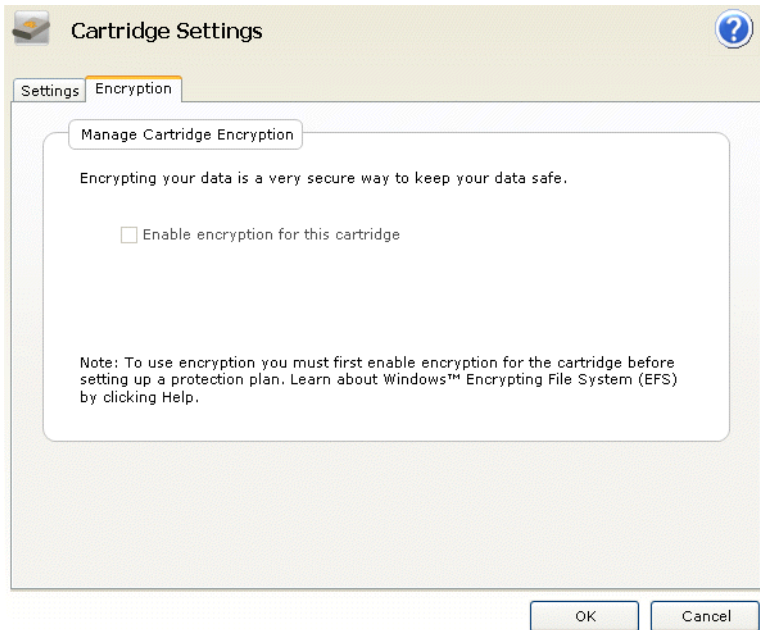 Cartridge Settings
?
Settings
Encryption
Manage Cartridge Encryption
Encrypting your data is a very secure way to keep your data safe.
Enable encryption for this cartridge
Note: To use encryption you must first enable encryption for the cartridge before
setting up a protection plan. Learn about Windows™ Encrypting File System (EFS)
by clicking Help.
OK
Cancel